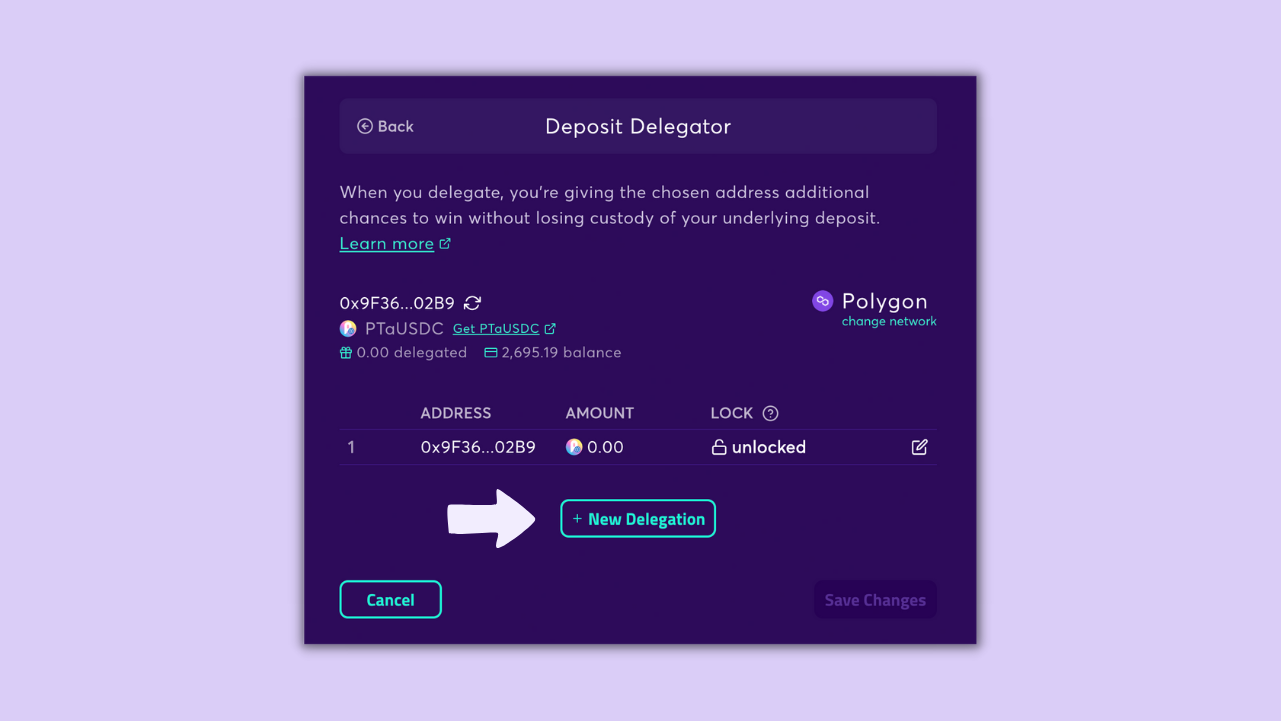 Back
Deposit Delegator
When you delegate, you're giving the chosen address additional
chances to win without losing custody of your underlying deposit.
Learn more
0x9F36...02B9
Polygon
change network
PTaUSDC Get PTaUSDC
0.00 delegated 2,695.19 balance
ADDRESS AMOUNT LOCK ?
1 0x9F36...02B9 0.00 unlocked
+ New Delegation
Cancel
Save Changes